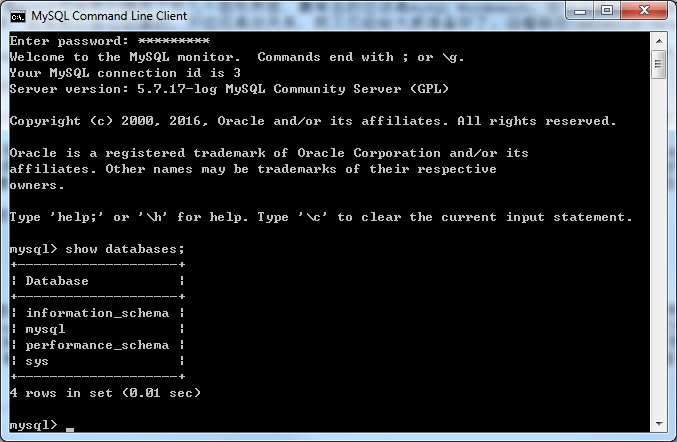 MySQL Command Line Client
Enter password: *********
Welcome to the MySQL monitor.  Commands end with ; or \g.
Your MySQL connection id is 3
Server version: 5.7.17-log MySQL Community Server (GPL)
Copyright (c) 2000, 2016, Oracle and/or its affiliates. All rights reserved.
Oracle is a registered trademark of Oracle Corporation and/or its
affiliates. Other names may be trademarks of their respective
owners.
Type 'help;' or '\h' for help. Type '\c' to clear the current input statement.
mysql> show databases;
+--------------------+
| Database           |
+--------------------+
| information_schema |
| mysql              |
| performance_schema |
| sys                |
+--------------------+
4 rows in set (0.01 sec)
mysql> _